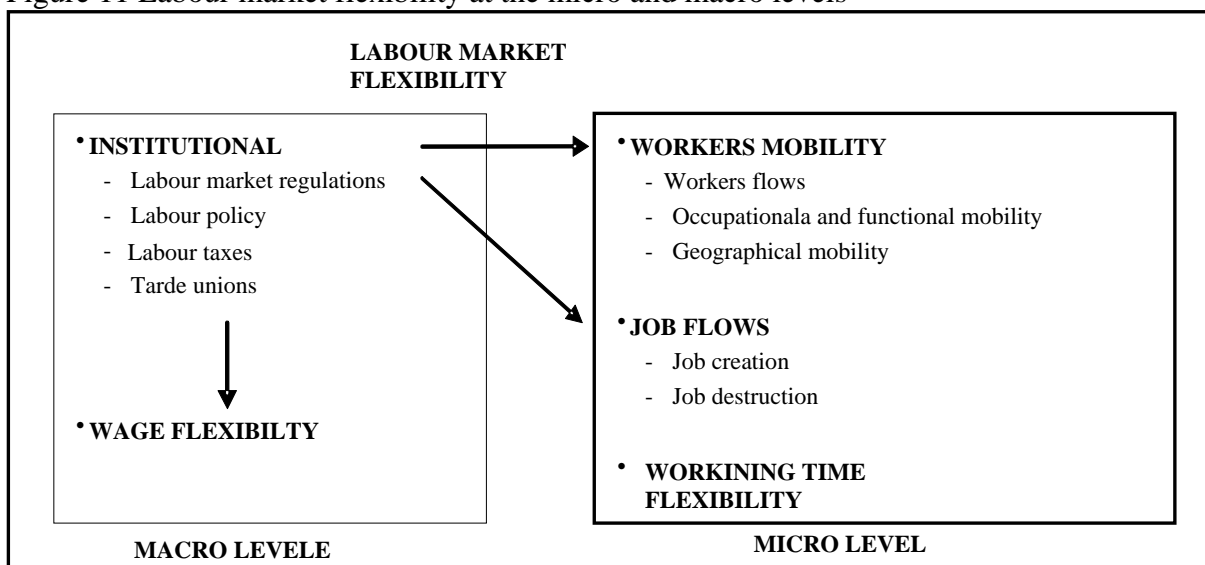 Figure 11 Labour market flexibility at the micro and macro levels
LABOUR MARKET
FLEXIBILITY
• INSTITUTIONAL
- Labour market regulations
- Labour policy
- Labour taxes
- Tarde unions
• WAGE FLEXIBILTY
MACRO LEVELE
• WORKERS MOBILITY
- Workers flows
- Occupationala and functional mobility
- Geographical mobility
• JOB FLOWS
- Job creation
- Job destruction
• WORKINING TIME
FLEXIBILITY
MICRO LEVEL